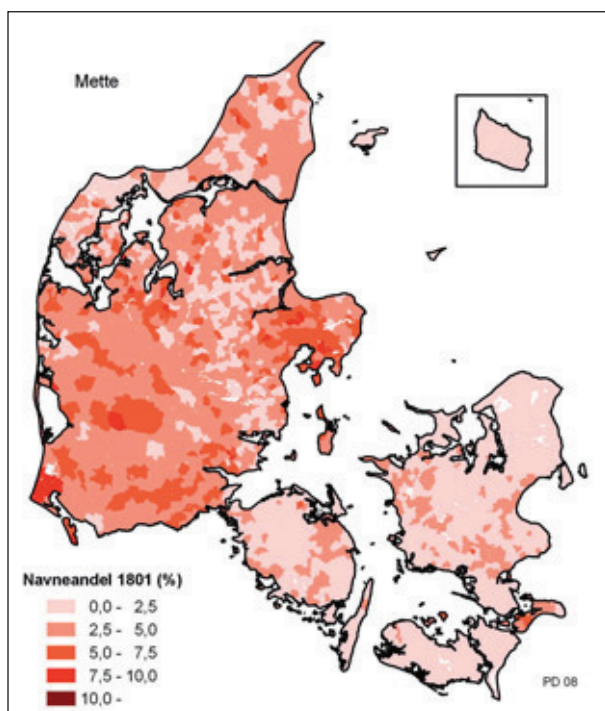 Mette
Navneandel 1801 (%)
0,0 - 2,5
2,5 - 5,0
5,0 - 7,5
7,5 - 10,0
10,0 -
PD 08